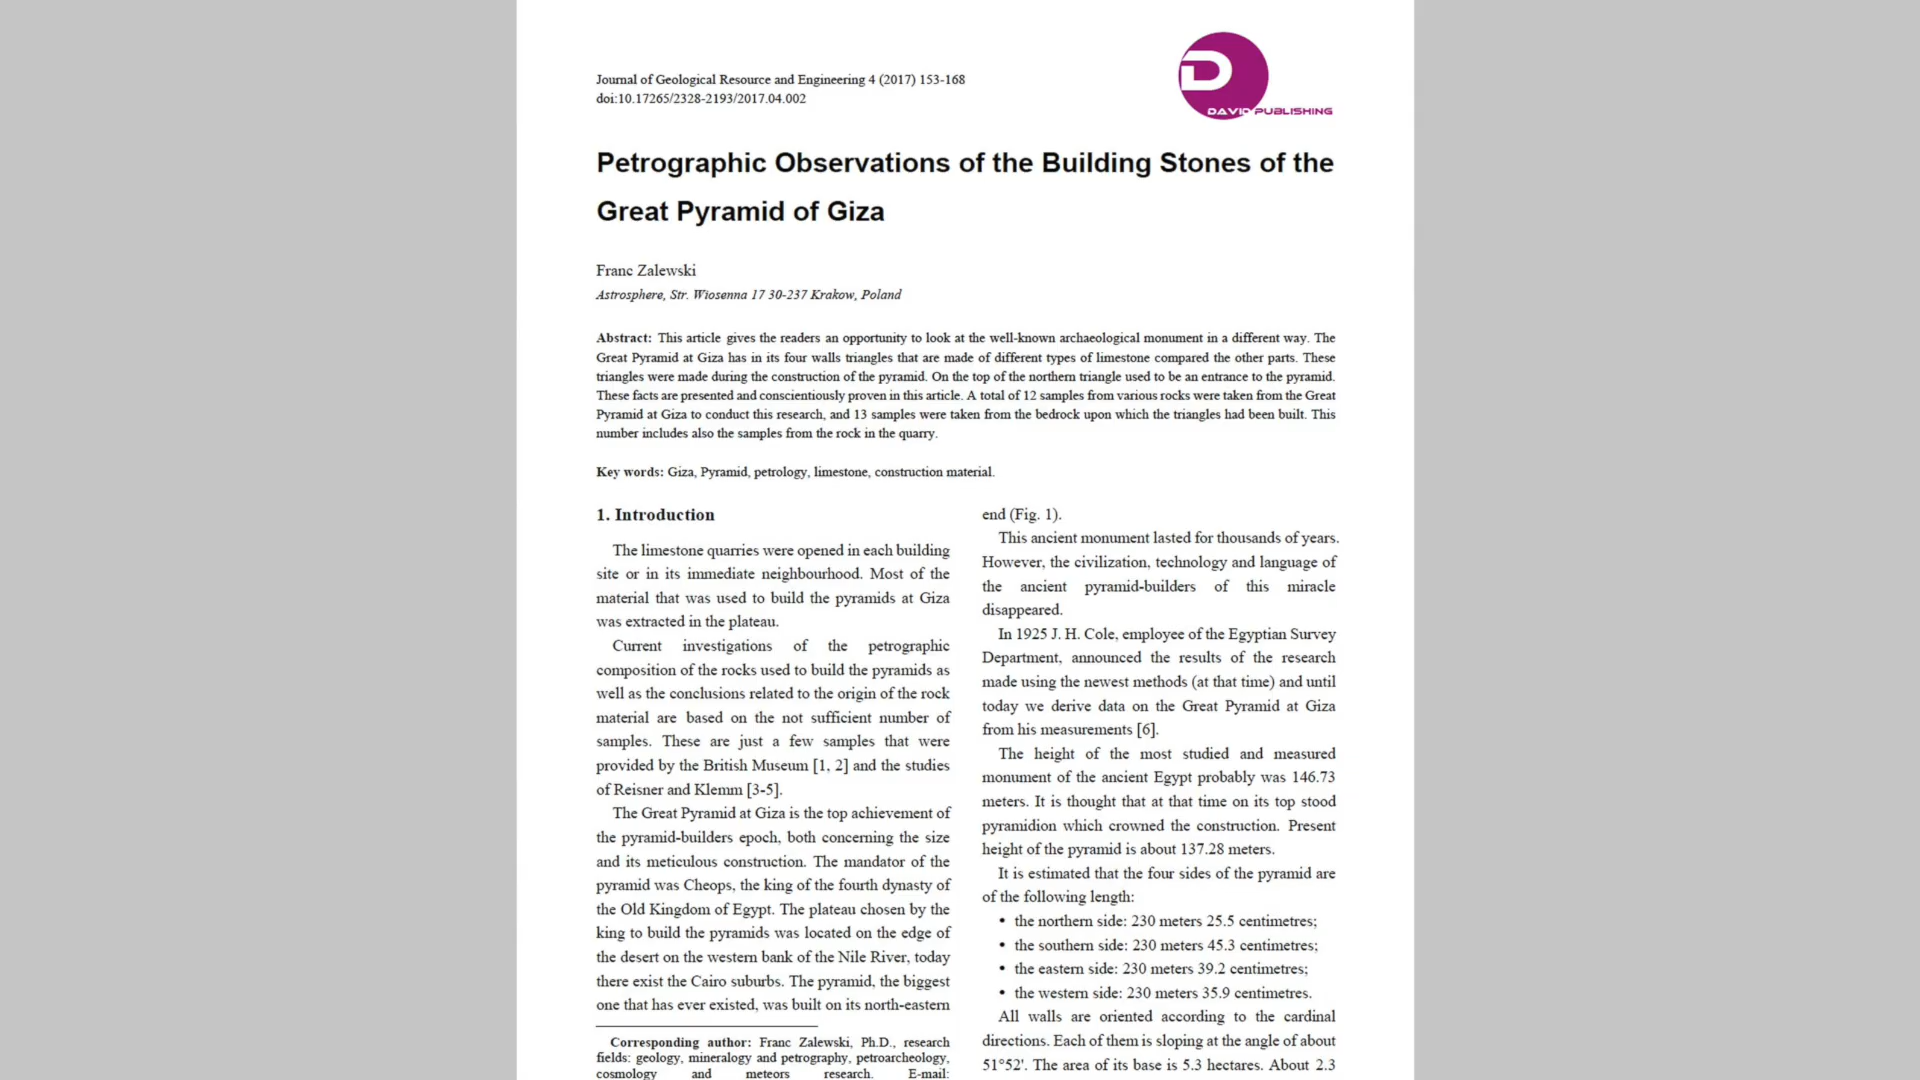 Journal of Geological Resource and Engineering 4 (2017) 153-168
doi:10.17265/2328-2193/2017.04.002
D
DAVID PUBLISHING
Petrographic Observations of the Building Stones of the
Great Pyramid of Giza
Franc Zalewski
Astrosphere, Str. Wiosenna 17 30-237 Krakow, Poland
Abstract: This article gives the readers an opportunity to look at the well-known archaeological monument in a different way. The
Great Pyramid at Giza has in its four walls triangles that are made of different types of limestone compared the other parts. These
triangles were made during the construction of the pyramid. On the top of the northern triangle used to be an entrance to the pyramid.
These facts are presented and conscientiously proven in this article. A total of 12 samples from various rocks were taken from the Great
Pyramid at Giza to conduct this research, and 13 samples were taken from the bedrock upon which the triangles had been built. This
number includes also the samples from the rock in the quarry.
Key words: Giza, Pyramid, petrology, limestone, construction material.
1. Introduction
The limestone quarries were opened in each building
site or in its immediate neighbourhood. Most of the
material that was used to build the pyramids at Giza
was extracted in the plateau.
Current investigations of the petrographic
composition of the rocks used to build the pyramids as
well as the conclusions related to the origin of the rock
material are based on the not sufficient number of
samples. These are just a few samples that were
provided by the British Museum [1, 2] and the studies
of Reisner and Klemm [3-5].
The Great Pyramid at Giza is the top achievement of
the pyramid-builders epoch, both concerning the size
and its meticulous construction. The mandator of the
pyramid was Cheops, the king of the fourth dynasty of
the Old Kingdom of Egypt. The plateau chosen by the
king to build the pyramids was located on the edge of
the desert on the western bank of the Nile River, today
there exist the Cairo suburbs. The pyramid, the biggest
one that has ever existed, was built on its north-eastern
Corresponding author: Franc Zalewski, Ph.D., research
fields: geology, mineralogy and petrography, petroarcheology,
cosmology and meteors research. E-mail:
end (Fig. 1).
This ancient monument lasted for thousands of years.
However, the civilization, technology and language of
the ancient pyramid-builders of this miracle
disappeared.
In 1925 J. H. Cole, employee of the Egyptian Survey
Department, announced the results of the research
made using the newest methods (at that time) and until
today we derive data on the Great Pyramid at Giza
from his measurements [6].
The height of the most studied and measured
monument of the ancient Egypt probably was 146.73
meters. It is thought that at that time on its top stood
pyramidion which crowned the construction. Present
height of the pyramid is about 137.28 meters.
It is estimated that the four sides of the pyramid are
of the following length:
• the northern side: 230 meters 25.5 centimetres;
• the southern side: 230 meters 45.3 centimetres;
• the eastern side: 230 meters 39.2 centimetres;
• the western side: 230 meters 35.9 centimetres.
All walls are oriented according to the cardinal
directions. Each of them is sloping at the angle of about
51°52'. The area of its base is 5.3 hectares. About 2.3